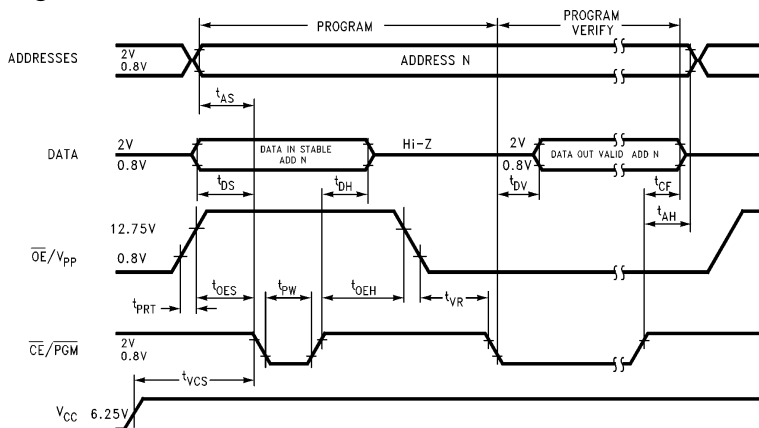 PROGRAM
PROGRAM
VERIFY
ADDRESSES
2V
0.8V
ADDRESS N
tAS
DATA
2V
0.8V
DATA IN STABLE
ADD N
Hi-Z
2V
0.8V
DATA OUT VALID ADD N
tDS
tDH
tDV
tCF
tAH
OE/VPP
12.75V
0.8V
tPRT
tOES
tPW
tOEH
tVR
CE/PGM
2V
0.8V
tVCS
VCC
6.25V